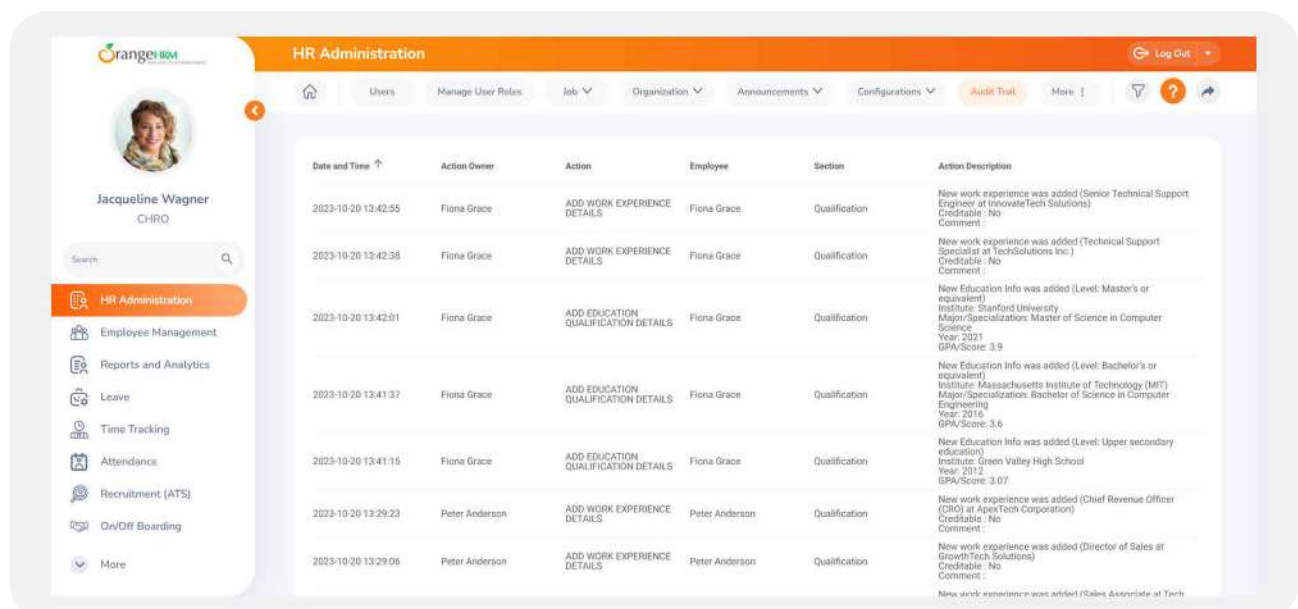 OrangeHRM
HR Administration
Log Out
Users
Manage User Roles
Job
Organization
Announcements
Configurations
Audit Trail
More
?
Jacqueline Wagner
CHRO
Search
HR Administration
Employee Management
Reports and Analytics
Leave
Time Tracking
Attendance
Recruitment (ATS)
On/Off Boarding
More
Date and Time
Action Owner
Action
Employee
Section
Action Description
2023-10-20 13:42:55
Fiona Grace
ADD WORK EXPERIENCE
DETAILS
Fiona Grace
Qualification
New work experience was added (Senior Technical Support
Engineer at InnovateTech Solutions)
Creditable : No
Comment :
2023-10-20 13:42:38
Fiona Grace
ADD WORK EXPERIENCE
DETAILS
Fiona Grace
Qualification
New work experience was added (Technical Support
Specialist at TechSolutions Inc.)
Creditable : No
Comment :
2023-10-20 13:42:01
Fiona Grace
ADD EDUCATION
QUALIFICATION DETAILS
Fiona Grace
Qualification
New Education Info was added (Level: Master's or
equivalent)
Institute: Stanford University
Major/Specialization: Master of Science in Computer
Science
Year: 2021
GPA/Score: 3.9
2023-10-20 13:41:37
Fiona Grace
ADD EDUCATION
QUALIFICATION DETAILS
Fiona Grace
Qualification
New Education Info was added (Level: Bachelor's or
equivalent)
Institute: Massachusetts Institute of Technology (MIT)
Major/Specialization: Bachelor of Science in Computer
Engineering
Year: 2016
GPA/Score: 3.6
2023-10-20 13:41:15
Fiona Grace
ADD EDUCATION
QUALIFICATION DETAILS
Fiona Grace
Qualification
New Education Info was added (Level: Upper secondary
education)
Institute: Green Valley High School
Year: 2012
GPA/Score: 3.07
2023-10-20 13:29:23
Peter Anderson
ADD WORK EXPERIENCE
DETAILS
Peter Anderson
Qualification
New work experience was added (Chief Revenue Officer
(CRO) at ApexTech Corporation)
Creditable : No
Comment :
2023-10-20 13:29:06
Peter Anderson
ADD WORK EXPERIENCE
DETAILS
Peter Anderson
Qualification
New work experience was added (Director of Sales at
GrowthTech Solutions)
Creditable : No
Comment :
New work experience was added (Sales Associate at Tech